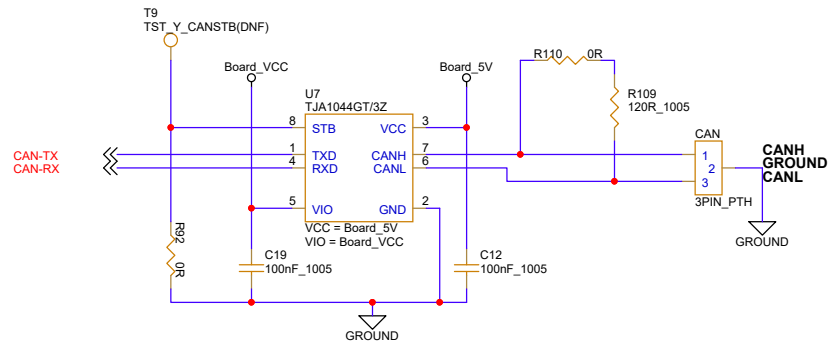 T9
TST_Y_CANSTB(DNF)
Board_VCC
Board_5V
R110 0R
U7
TJA1044GT/3Z
R109
120R_1005
8 STB VCC 3
CAN-TX
1 TXD CANH 7
CAN-RX
4 RXD CANL 6
5 VIO GND 2
CAN
1
2
3
3PIN_PTH
CANH
GROUND
CANL
VCC = Board_5V
VIO = Board_VCC
R92
0R
C19
100nF_1005
C12
100nF_1005
GROUND
GROUND